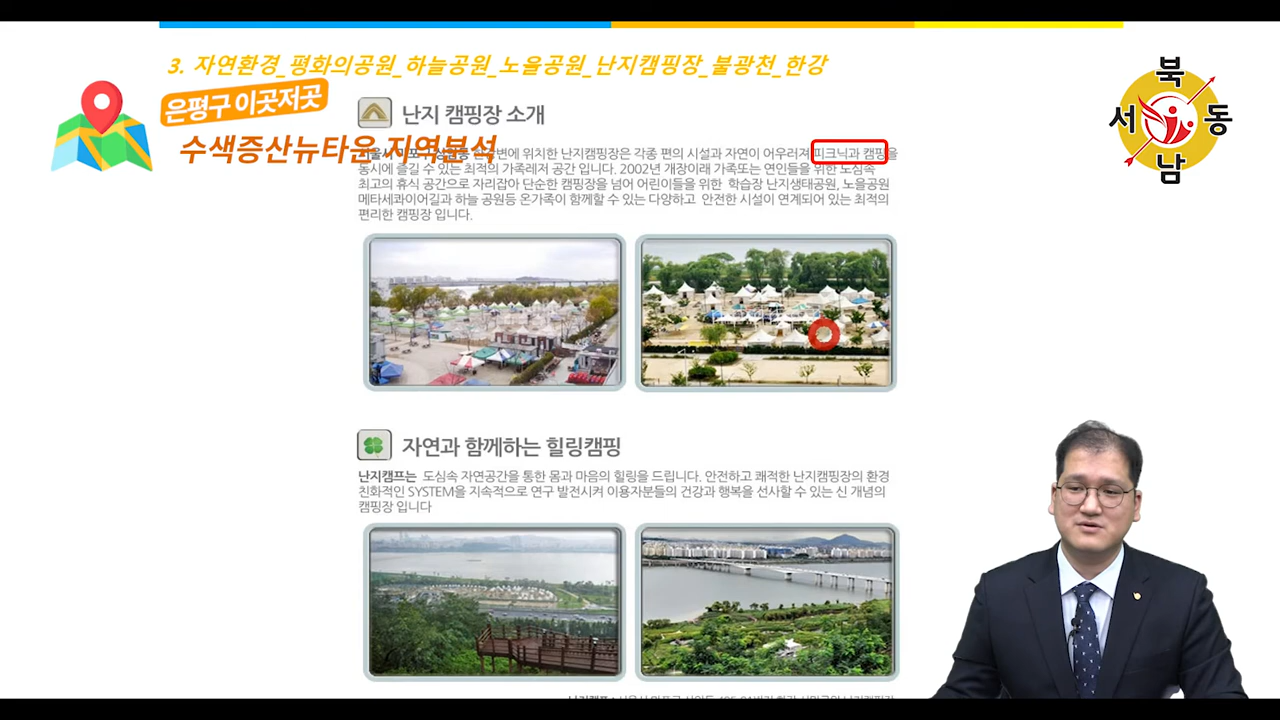 3. 자연환경_평화의공원_하늘공원_노을공원_난지캠핑장_불광천_한강
은평구 이곳저곳
수색증산뉴타운 지역분석
북
서 동
남
난지 캠핑장 소개
위치한 난지캠핑장은 각종 편의 시설과 자연이 어우러져 피크닉과 캠핑을
동시에 즐길 수 있는 최적의 가족레저 공간 입니다. 2002년 개장이래 가족또는 연인들을 위한 도심속
최고의 휴식 공간으로 자리잡아 단순한 캠핑장을 넘어 어린이들을 위한 학습장 난지생태공원, 노을공원
메타세콰이어길과 하늘 공원등 온가족이 함께할 수 있는 다양하고 안전한 시설이 연계되어 있는 최적의
편리한 캠핑장 입니다.
자연과 함께하는 힐링캠핑
난지캠프는 도심속 자연공간을 통한 몸과 마음의 힐링을 드립니다. 안전하고 쾌적한 난지캠핑장의 환경
친화적인 SYSTEM을 지속적으로 연구 발전시켜 이용자분들의 건강과 행복을 선사할 수 있는 신 개념의
캠핑장 입니다